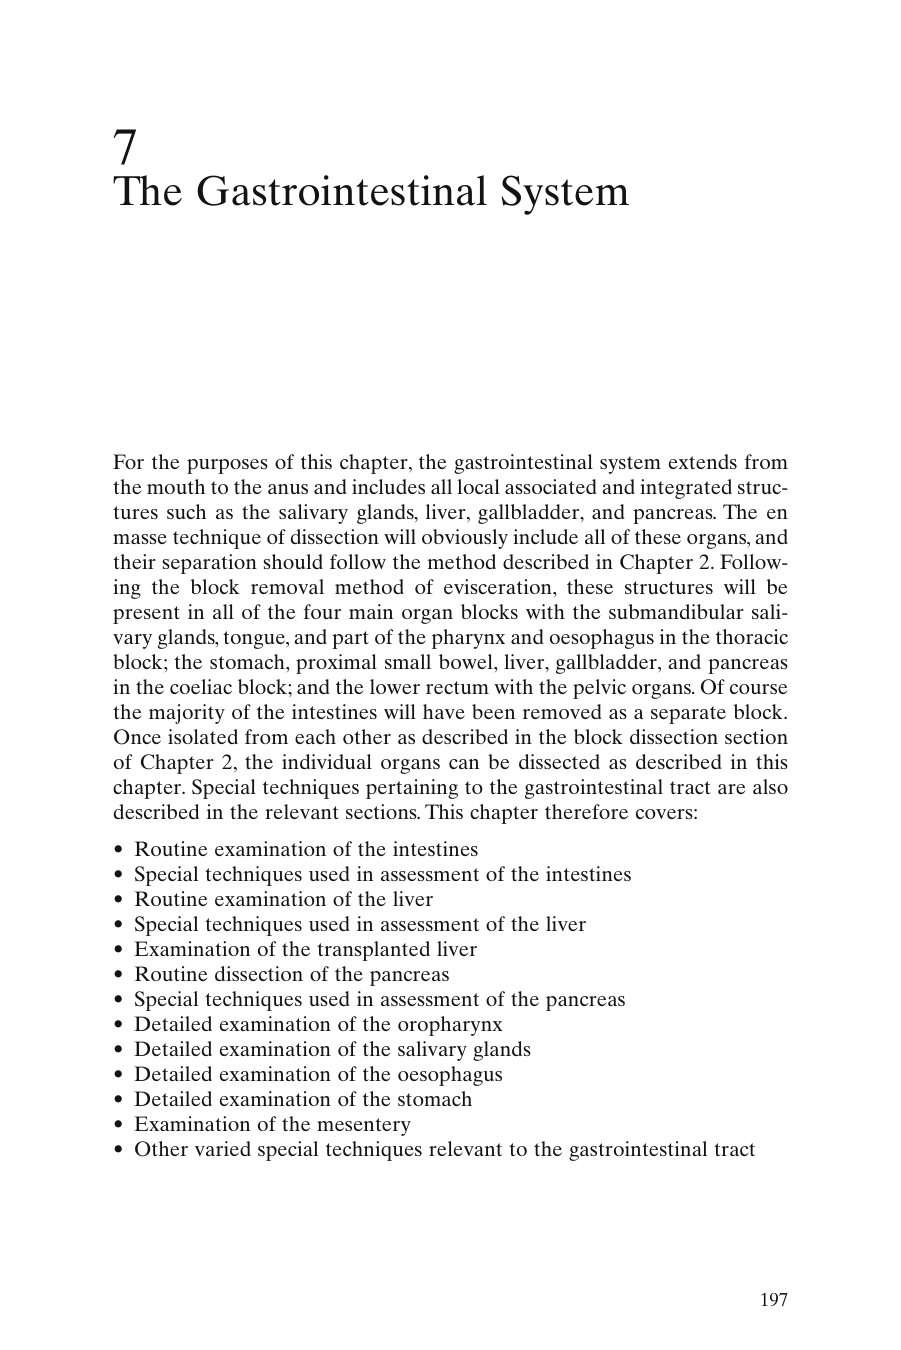 7
The Gastrointestinal System
For the purposes of this chapter, the gastrointestinal system extends from
the mouth to the anus and includes all local associated and integrated struc-
tures such as the salivary glands, liver, gallbladder, and pancreas. The en
masse technique of dissection will obviously include all of these organs, and
their separation should follow the method described in Chapter 2. Follow-
ing the block removal method of evisceration, these structures will be
present in all of the four main organ blocks with the submandibular sali-
vary glands, tongue, and part of the pharynx and oesophagus in the thoracic
block; the stomach, proximal small bowel, liver, gallbladder, and pancreas
in the coeliac block; and the lower rectum with the pelvic organs. Of course
the majority of the intestines will have been removed as a separate block.
Once isolated from each other as described in the block dissection section
of Chapter 2, the individual organs can be dissected as described in this
chapter. Special techniques pertaining to the gastrointestinal tract are also
described in the relevant sections. This chapter therefore covers:
• Routine examination of the intestines
• Special techniques used in assessment of the intestines
• Routine examination of the liver
• Special techniques used in assessment of the liver
• Examination of the transplanted liver
• Routine dissection of the pancreas
• Special techniques used in assessment of the pancreas
• Detailed examination of the oropharynx
• Detailed examination of the salivary glands
• Detailed examination of the oesophagus
• Detailed examination of the stomach
• Examination of the mesentery
• Other varied special techniques relevant to the gastrointestinal tract
197